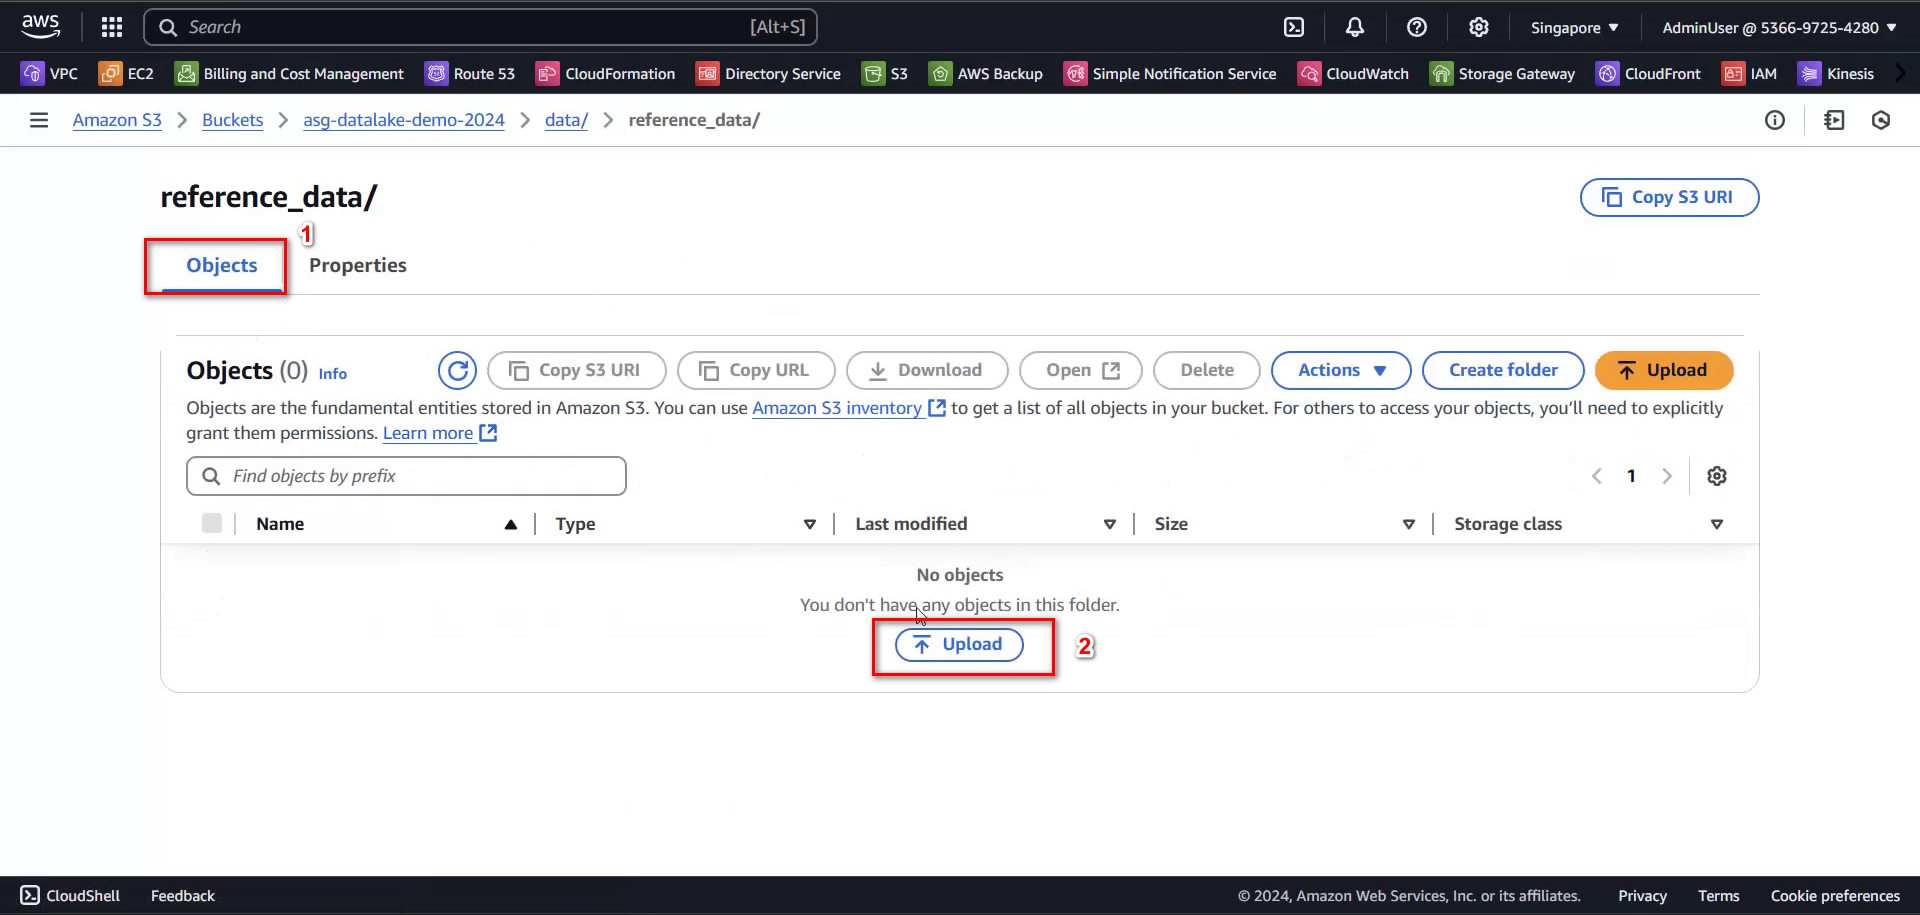 aws Search [Alt+S] Singapore AdminUser @ 5366-9725-4280
VPC EC2 Billing and Cost Management Route 53 CloudFormation Directory Service S3 AWS Backup Simple Notification Service CloudWatch Storage Gateway CloudFront IAM Kinesis
Amazon S3 > Buckets > asg-datalake-demo-2024 > data/ > reference_data/
reference_data/ Copy S3 URI
1
Objects Properties
Objects (0) Info Copy S3 URI Copy URL Download Open Delete Actions Create folder Upload
Objects are the fundamental entities stored in Amazon S3. You can use Amazon S3 inventory to get a list of all objects in your bucket. For others to access your objects, you'll need to explicitly
grant them permissions. Learn more
Find objects by prefix 1
Name Type Last modified Size Storage class
No objects
You don't have any objects in this folder.
Upload 2
CloudShell Feedback © 2024, Amazon Web Services, Inc. or its affiliates. Privacy Terms Cookie preferences